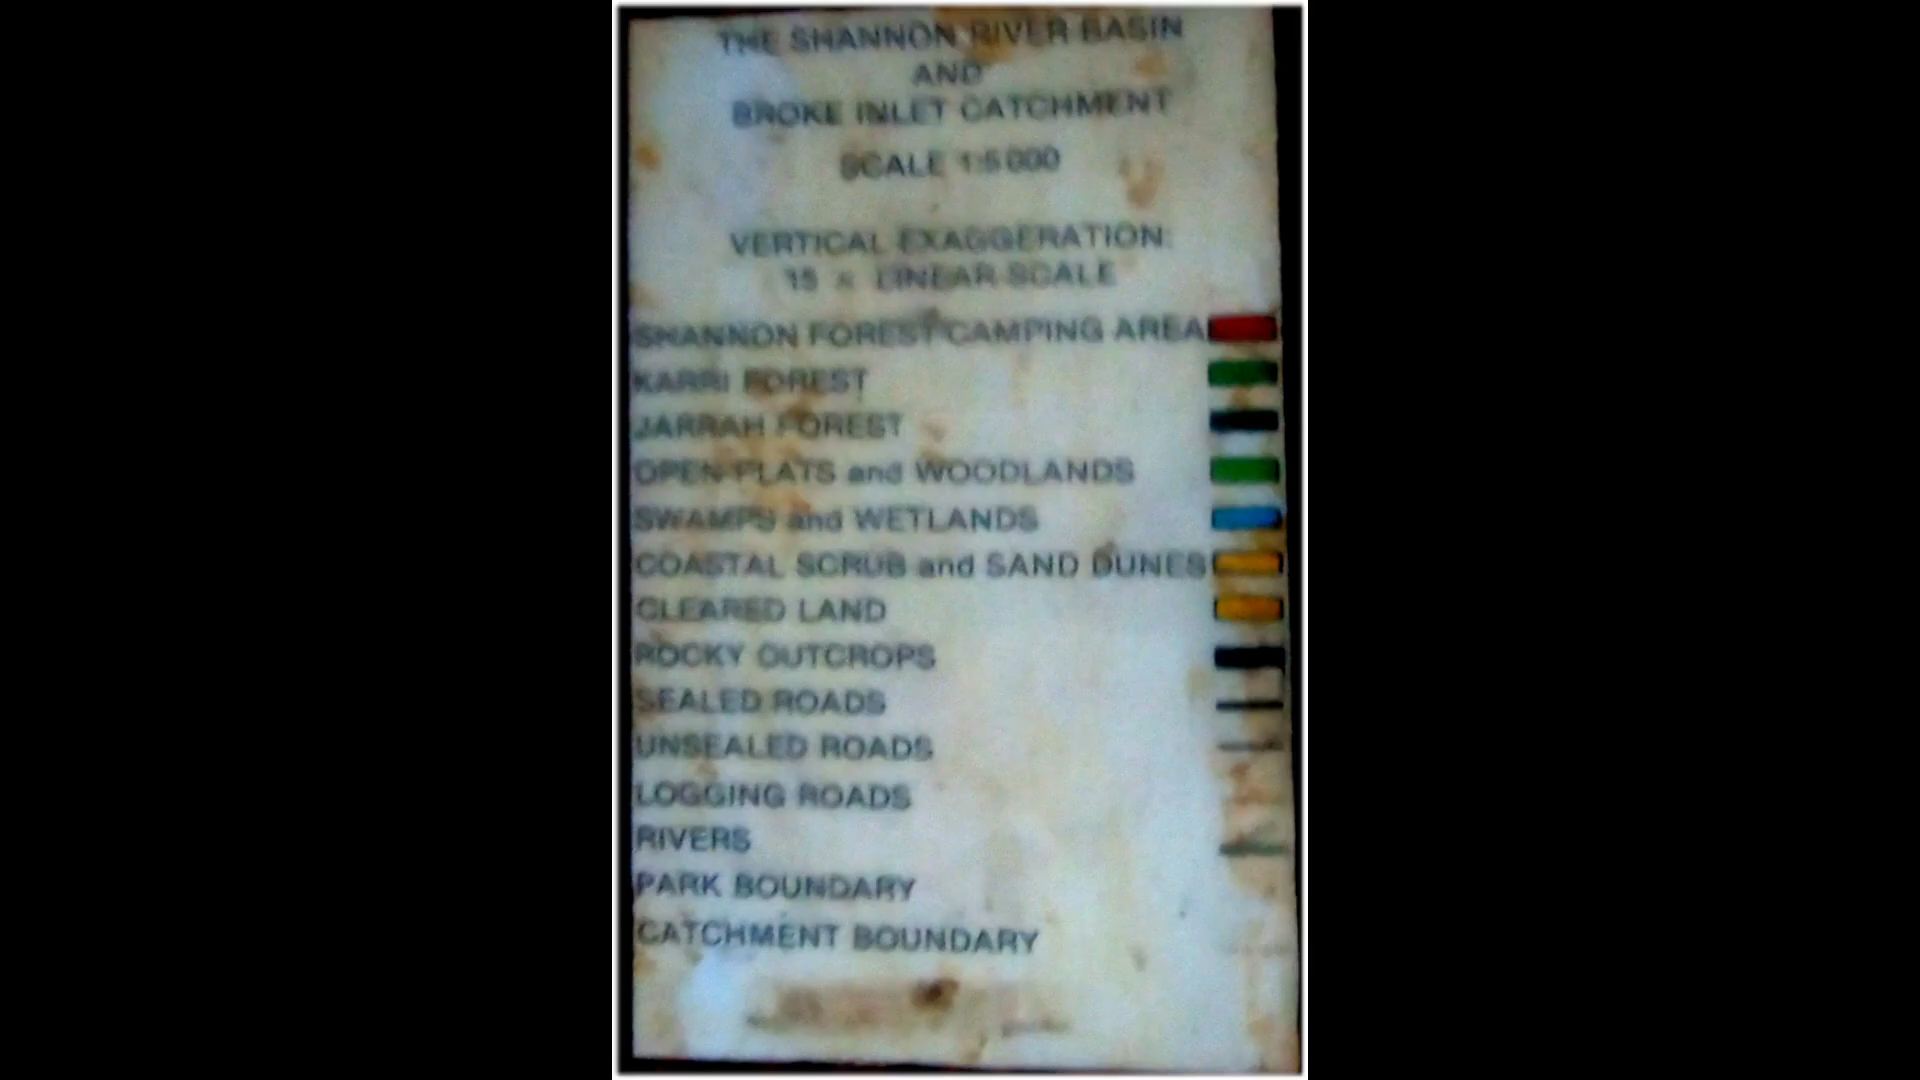 THE SHANNON RIVER BASIN
AND
BROKE INLET CATCHMENT
SCALE 1:5000
VERTICAL EXAGGERATION:
15 x LINEAR SCALE
SHANNON FOREST CAMPING AREA
KARRI FOREST
JARRAH FOREST
OPEN FLATS and WOODLANDS
SWAMPS and WETLANDS
COASTAL SCRUB and SAND DUNES
CLEARED LAND
ROCKY OUTCROPS
SEALED ROADS
UNSEALED ROADS
LOGGING ROADS
RIVERS
PARK BOUNDARY
CATCHMENT BOUNDARY